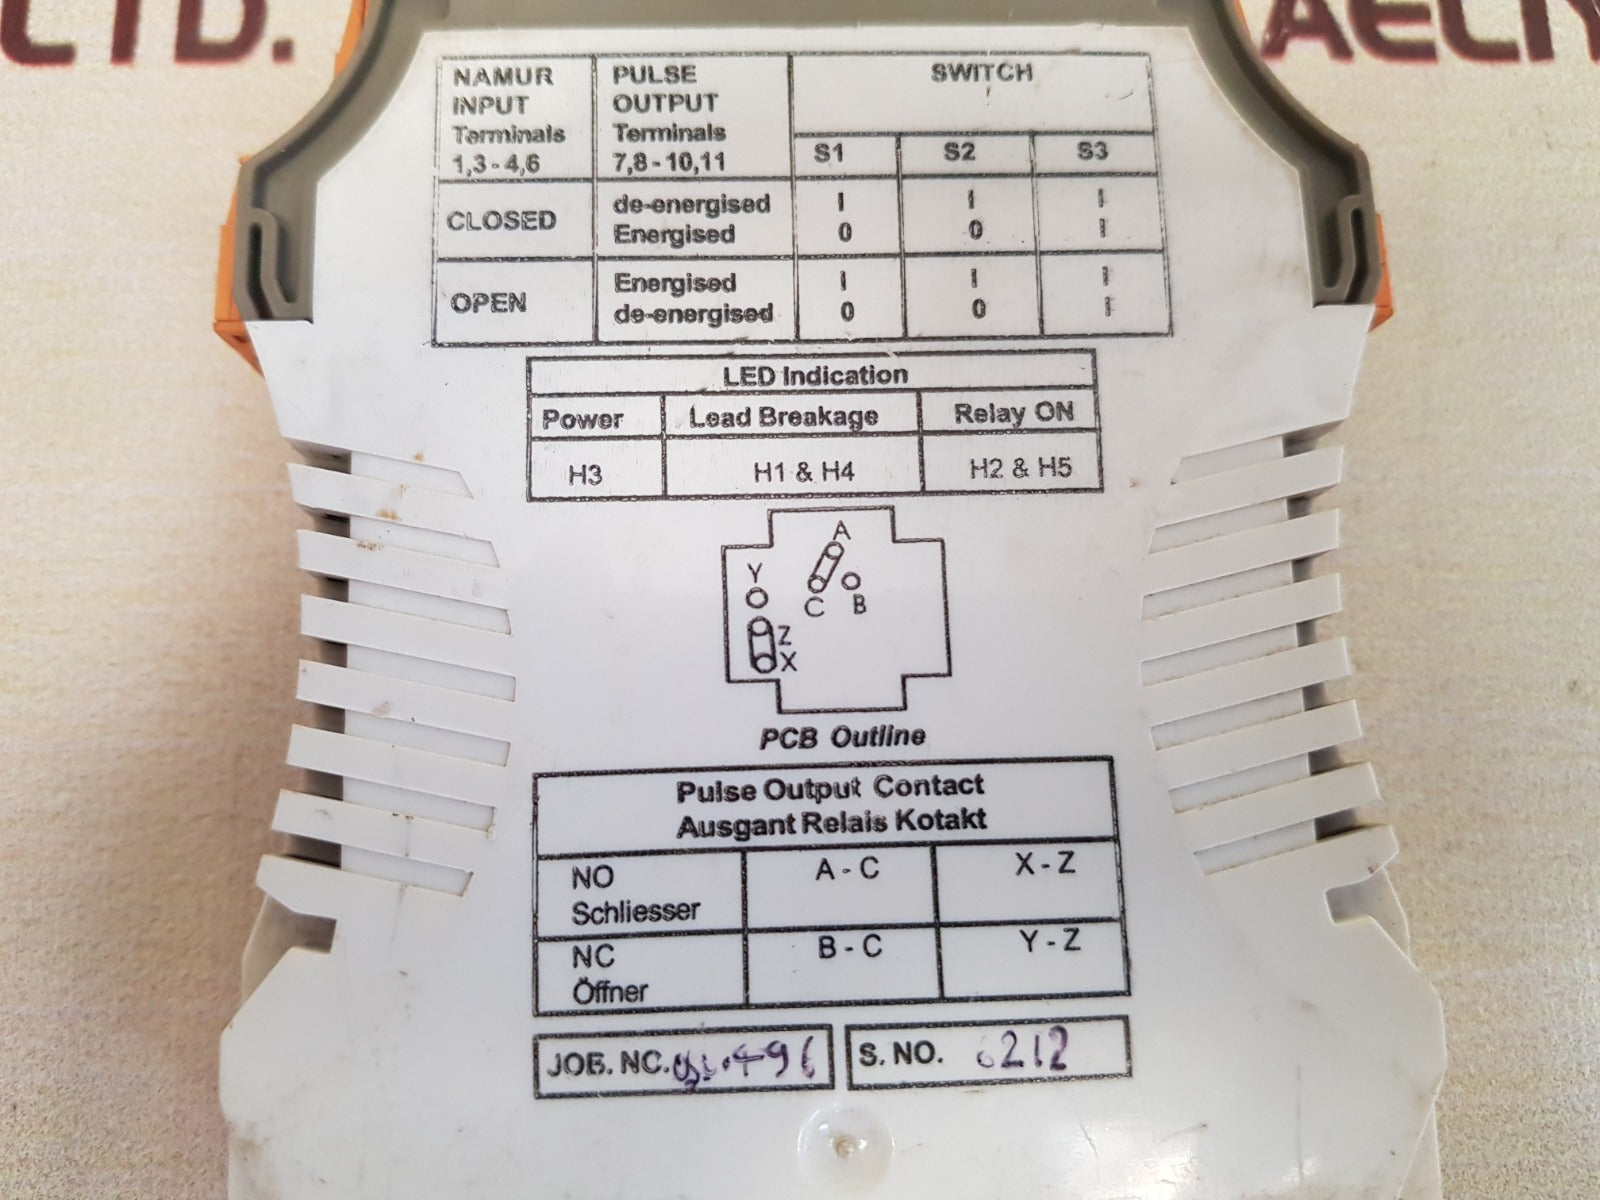 LTD.
AELIYA
NAMUR INPUT Terminals 1,3-4,6 PULSE OUTPUT Terminals 7,8-10,11 SWITCH
S1 S2 S3
CLOSED de-energised I I I
Energised 0 0 I
OPEN Energised I I I
de-energised 0 0 I
LED Indication
Power Lead Breakage Relay ON
H3 H1 & H4 H2 & H5
A
Y
C B
Z
X
PCB Outline
Pulse Output Contact
Ausgant Relais Kotakt
NO A - C X - Z
Schliesser
NC B - C Y - Z
Öffner
JOB. NO. S. NO. 6212